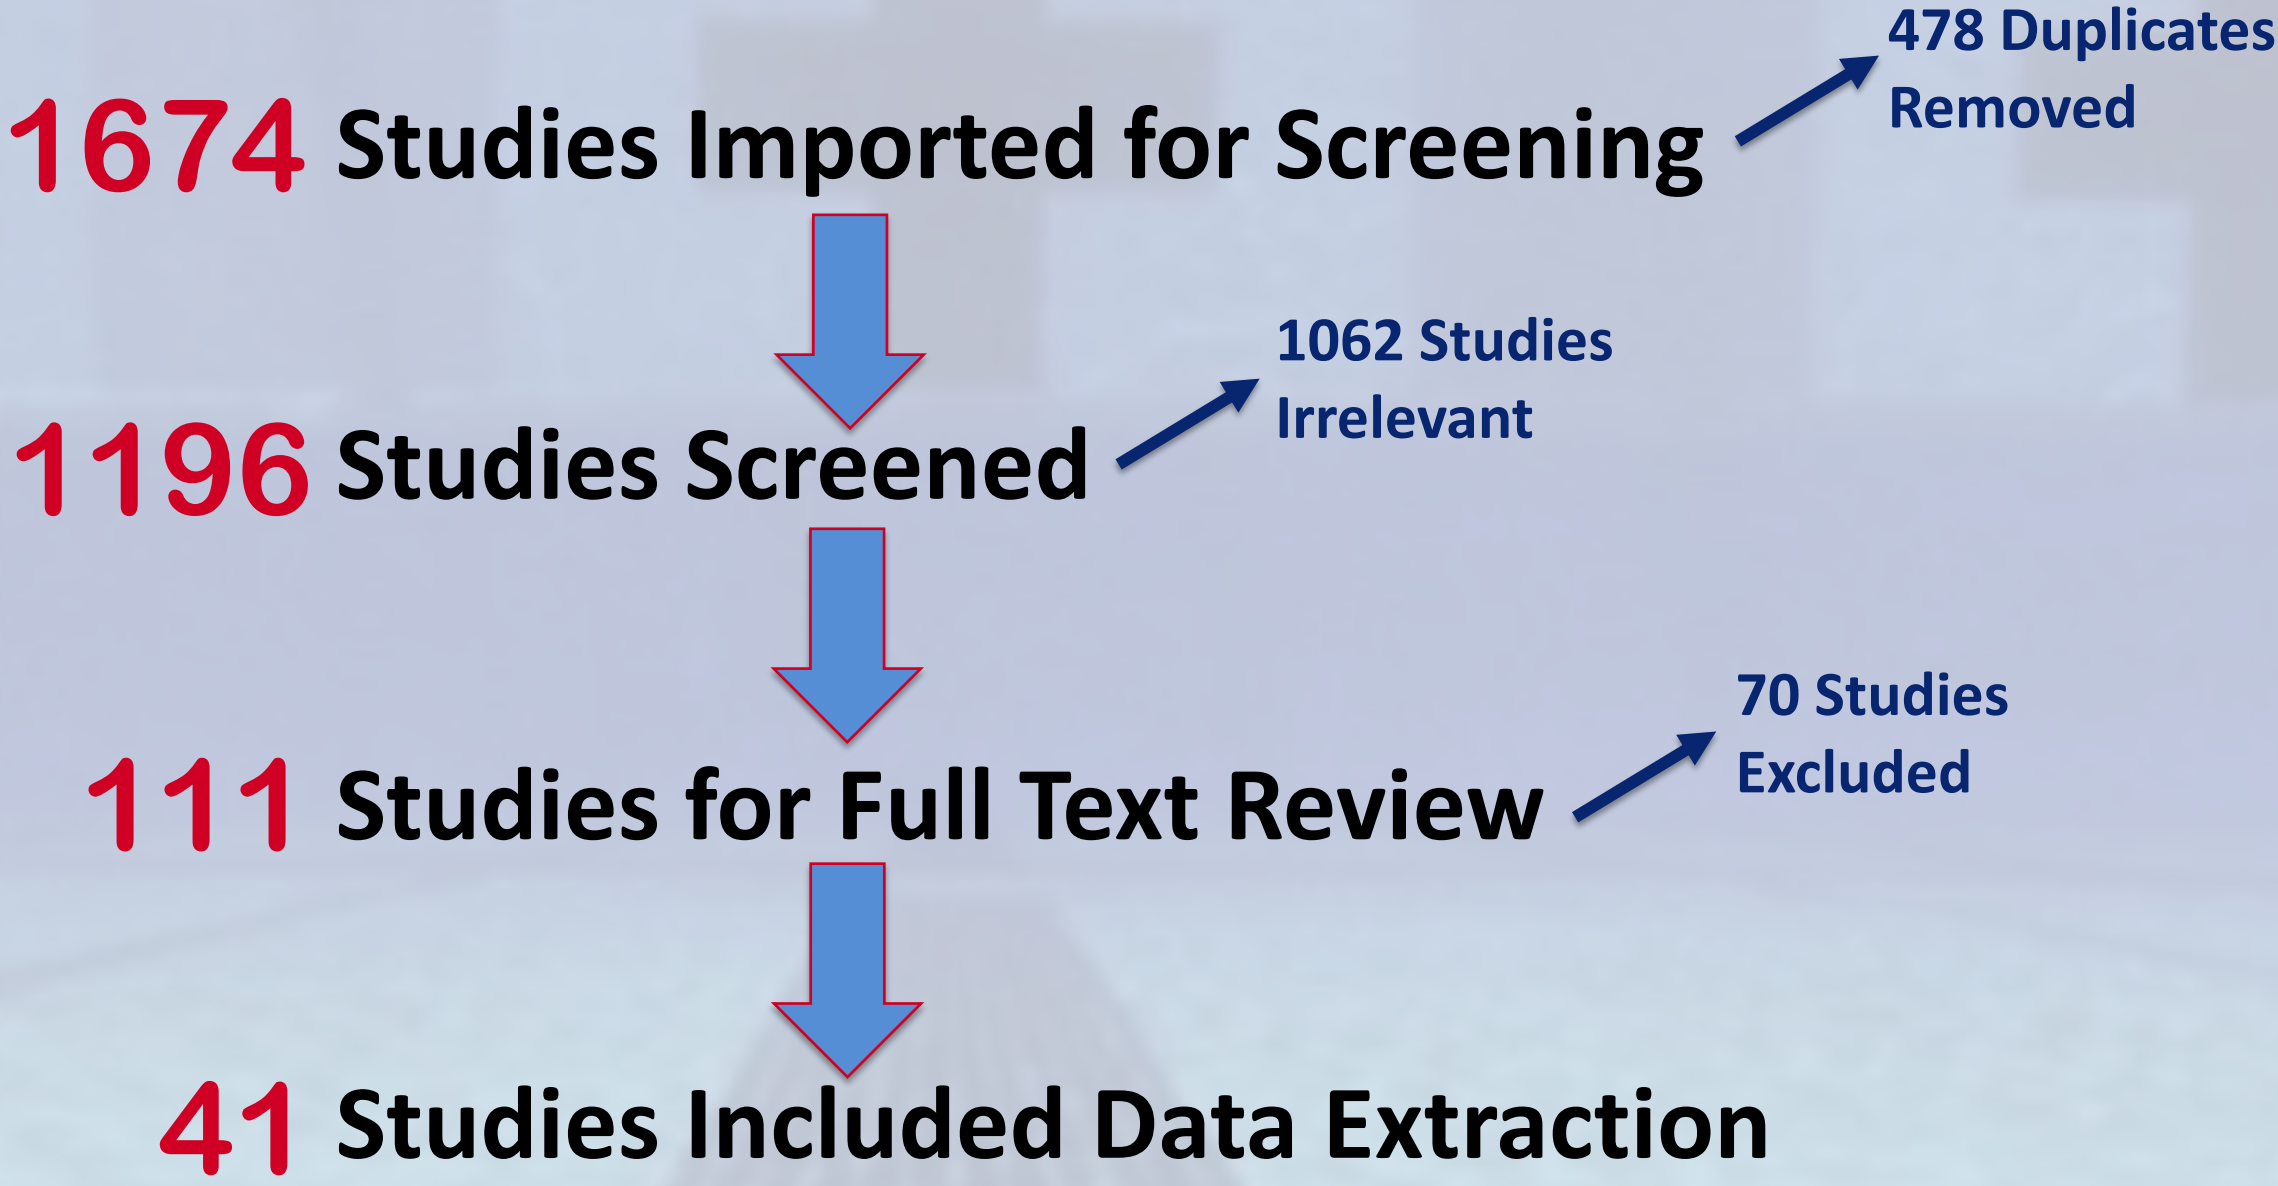 478 Duplicates
Removed
1674 Studies Imported for Screening
1062 Studies
Irrelevant
1196 Studies Screened
70 Studies
Excluded
111 Studies for Full Text Review
41 Studies Included Data Extraction